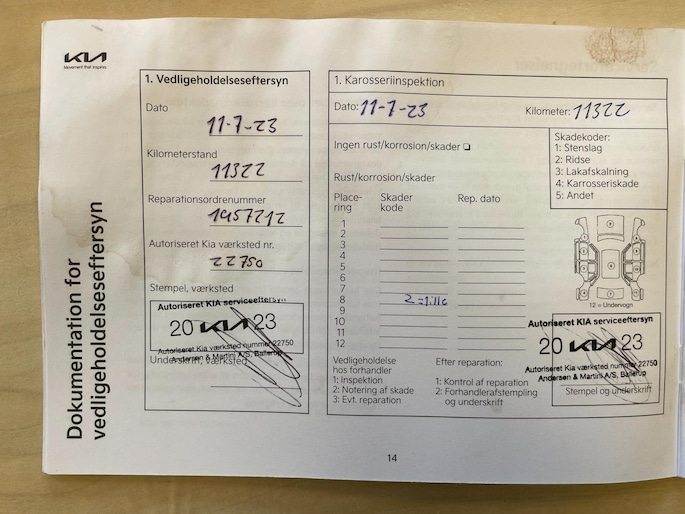 KIA
Movement that inspires
Dokumentation for
vedligeholdelseseftersyn
1. Vedligeholdelseseftersyn
Dato
11-7-23
Kilometerstand
11322
Reparationsordrenummer
1957212
Autoriseret Kia værksted nr.
22750
Stempel, værksted
Autoriseret KIA serviceeftersyn
20 KIA 23
Autoriseret Kia værksted nummer 22750
Andersen & Martini A/S, Ballerup
Underskrift, værksted
1. Karosseriinspektion
Dato: 11-7-23
Kilometer: 11322
Ingen rust/korrosion/skader
Rust/korrosion/skader
Skadekoder:
1: Stenslag
2: Ridse
3: Lakafskalning
4: Karrosseriskade
5: Andet
Place-
ring
Skader
kode
Rep. dato
1
2
3
4
5
6
7
8 2 = lille
9
10
11
12
12 = Undervogn
Vedligeholdelse
hos forhandler
1: Inspektion
2: Notering af skade
3: Evt. reparation
Efter reparation:
1: Kontrol af reparation
2: Forhandlerafstempling
og underskrift
Autoriseret KIA serviceeftersyn
20 KIA 23
Autoriseret Kia værksted nummer 22750
Andersen & Martini A/S, Ballerup
Stempel og underskrift
14